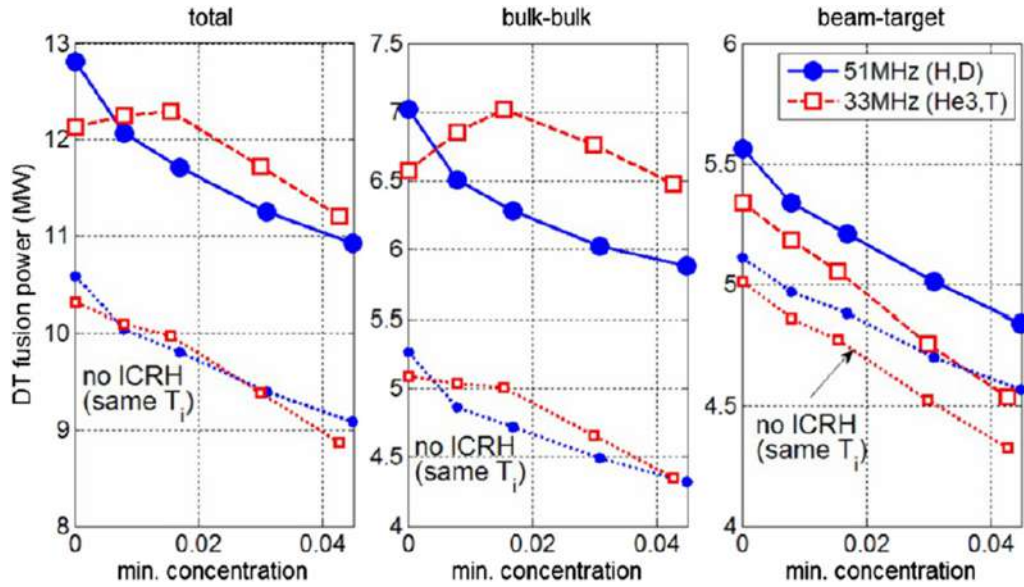 total
bulk-bulk
beam-target
DT fusion power (MW)
13
12
11
10
9
8
no ICRH
(same Ti)
0
0.02
0.04
min. concentration
7.5
7
6.5
6
5.5
5
4.5
4
no ICRH
(same Ti)
0
0.02
0.04
min. concentration
6
5.5
5
4.5
4
51MHz (H,D)
33MHz (He3,T)
no ICRH
(same Ti)
0
0.02
0.04
min. concentration